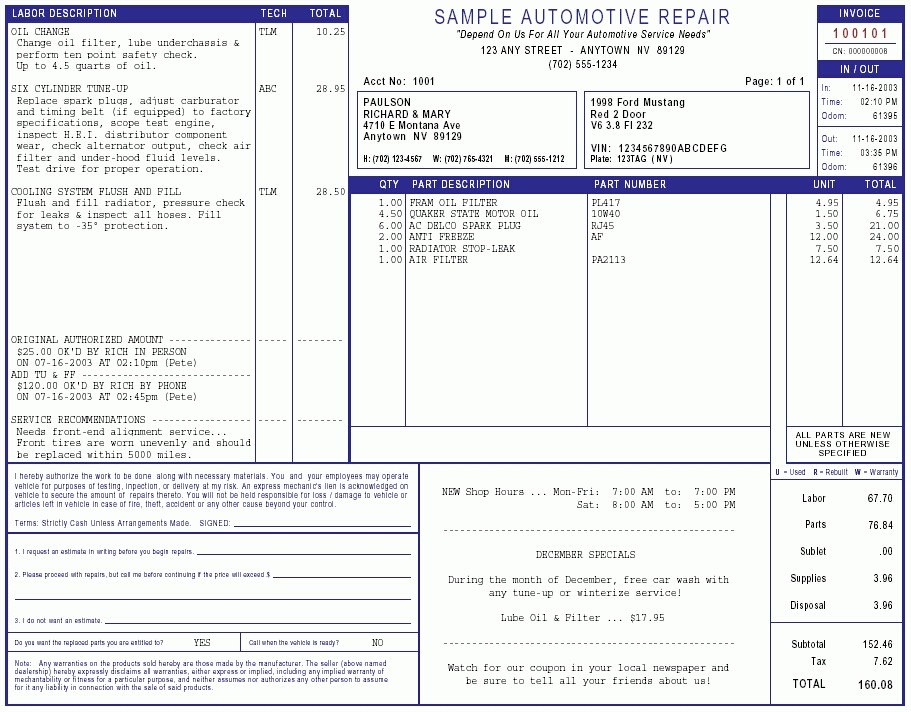 LABOR DESCRIPTION TECH TOTAL
OIL CHANGE TLM 10.25
Change oil filter, lube underchassis &
perform ten point safety check.
Up to 4.5 quarts of oil.
SIX CYLINDER TUNE-UP ABC 28.95
Replace spark plugs, adjust carburator
and timing belt (if equipped) to factory
specifications, scope test engine,
inspect H.E.I. distributor component
wear, check alternator output, check air
filter and under-hood fluid levels.
Test drive for proper operation.
COOLING SYSTEM FLUSH AND FILL TLM 28.50
Flush and fill radiator, pressure check
for leaks & inspect all hoses. Fill
system to -35° protection.
ORIGINAL AUTHORIZED AMOUNT -------------- ----- --------
$25.00 OK'D BY RICH IN PERSON
ON 07-16-2003 AT 02:10pm (Pete)
ADD TU & FF ----------------------------- ----- --------
$120.00 OK'D BY RICH BY PHONE
ON 07-16-2003 AT 02:45pm (Pete)
SERVICE RECOMMENDATIONS ----------------- ----- --------
Needs front-end alignment service...
Front tires are worn unevenly and should
be replaced within 5000 miles.
SAMPLE AUTOMOTIVE REPAIR
"Depend On Us For All Your Automotive Service Needs"
123 ANY STREET - ANYTOWN NV 89129
(702) 555-1234
INVOICE
100101
CN: 000000008
IN / OUT
In: 11-16-2003
Time: 02:10 PM
Odom: 61395
Out: 11-16-2003
Time: 03:35 PM
Odom: 61396
Acct No: 1001 Page: 1 of 1
PAULSON
RICHARD & MARY
4710 E Montana Ave
Anytown NV 89129
H: (702) 123-4567 W: (702) 765-4321 M: (702) 555-1212
1998 Ford Mustang
Red 2 Door
V6 3.8 FI 232
VIN: 1234567890ABCDEFG
Plate: 123TAG ( NV )
QTY PART DESCRIPTION PART NUMBER UNIT TOTAL
1.00 FRAM OIL FILTER PL417 4.95 4.95
4.50 QUAKER STATE MOTOR OIL 10W40 1.50 6.75
6.00 AC DELCO SPARK PLUG RJ45 3.50 21.00
2.00 ANTI FREEZE AF 12.00 24.00
1.00 RADIATOR STOP-LEAK 7.50 7.50
1.00 AIR FILTER PA2113 12.64 12.64
ALL PARTS ARE NEW
UNLESS OTHERWISE
SPECIFIED
I hereby authorize the work to be done along with necessary materials. You and your employees may operate
vehicle for purposes of testing, inpection, or delivery at my risk. An express mechanic's lien is acknowledged on
vehicle to secure the amount of repairs thereto. You will not be held responsible for loss / damage to vehicle or
articles left in vehicle in case of fire, theft, accident or any other cause beyond your control.
Terms: Strictly Cash Unless Arrangements Made. SIGNED:
1. I request an estimate in writing before you begin repairs.
2. Please proceed with repairs, but call me before continuing if the price will exceed $
3. I do not want an estimate.
Do you want the replaced parts you are entitled to? YES Call when the vehicle is ready? NO
Note: Any warranties on the products sold hereby are those made by the manufacturer. The seller (above named
dealership) hereby expressly disclaims all warranties, either express or implied, including any implied warranty of
mechantability or fitness for a particular purpose, and neither assumes nor authorizes any other person to assume
for it any liability in connection with the sale of said products.
NEW Shop Hours ... Mon-Fri: 7:00 AM to: 7:00 PM
Sat: 8:00 AM to: 5:00 PM
-----------------------------------------------
DECEMBER SPECIALS
During the month of December, free car wash with
any tune-up or winterize service!
Lube Oil & Filter ... $17.95
-----------------------------------------------
Watch for our coupon in your local newspaper and
be sure to tell all your friends about us!
U = Used R = Rebuilt W = Warranty
Labor 67.70
Parts 76.84
Sublet .00
Supplies 3.96
Disposal 3.96
Subtotal 152.46
Tax 7.62
TOTAL 160.08